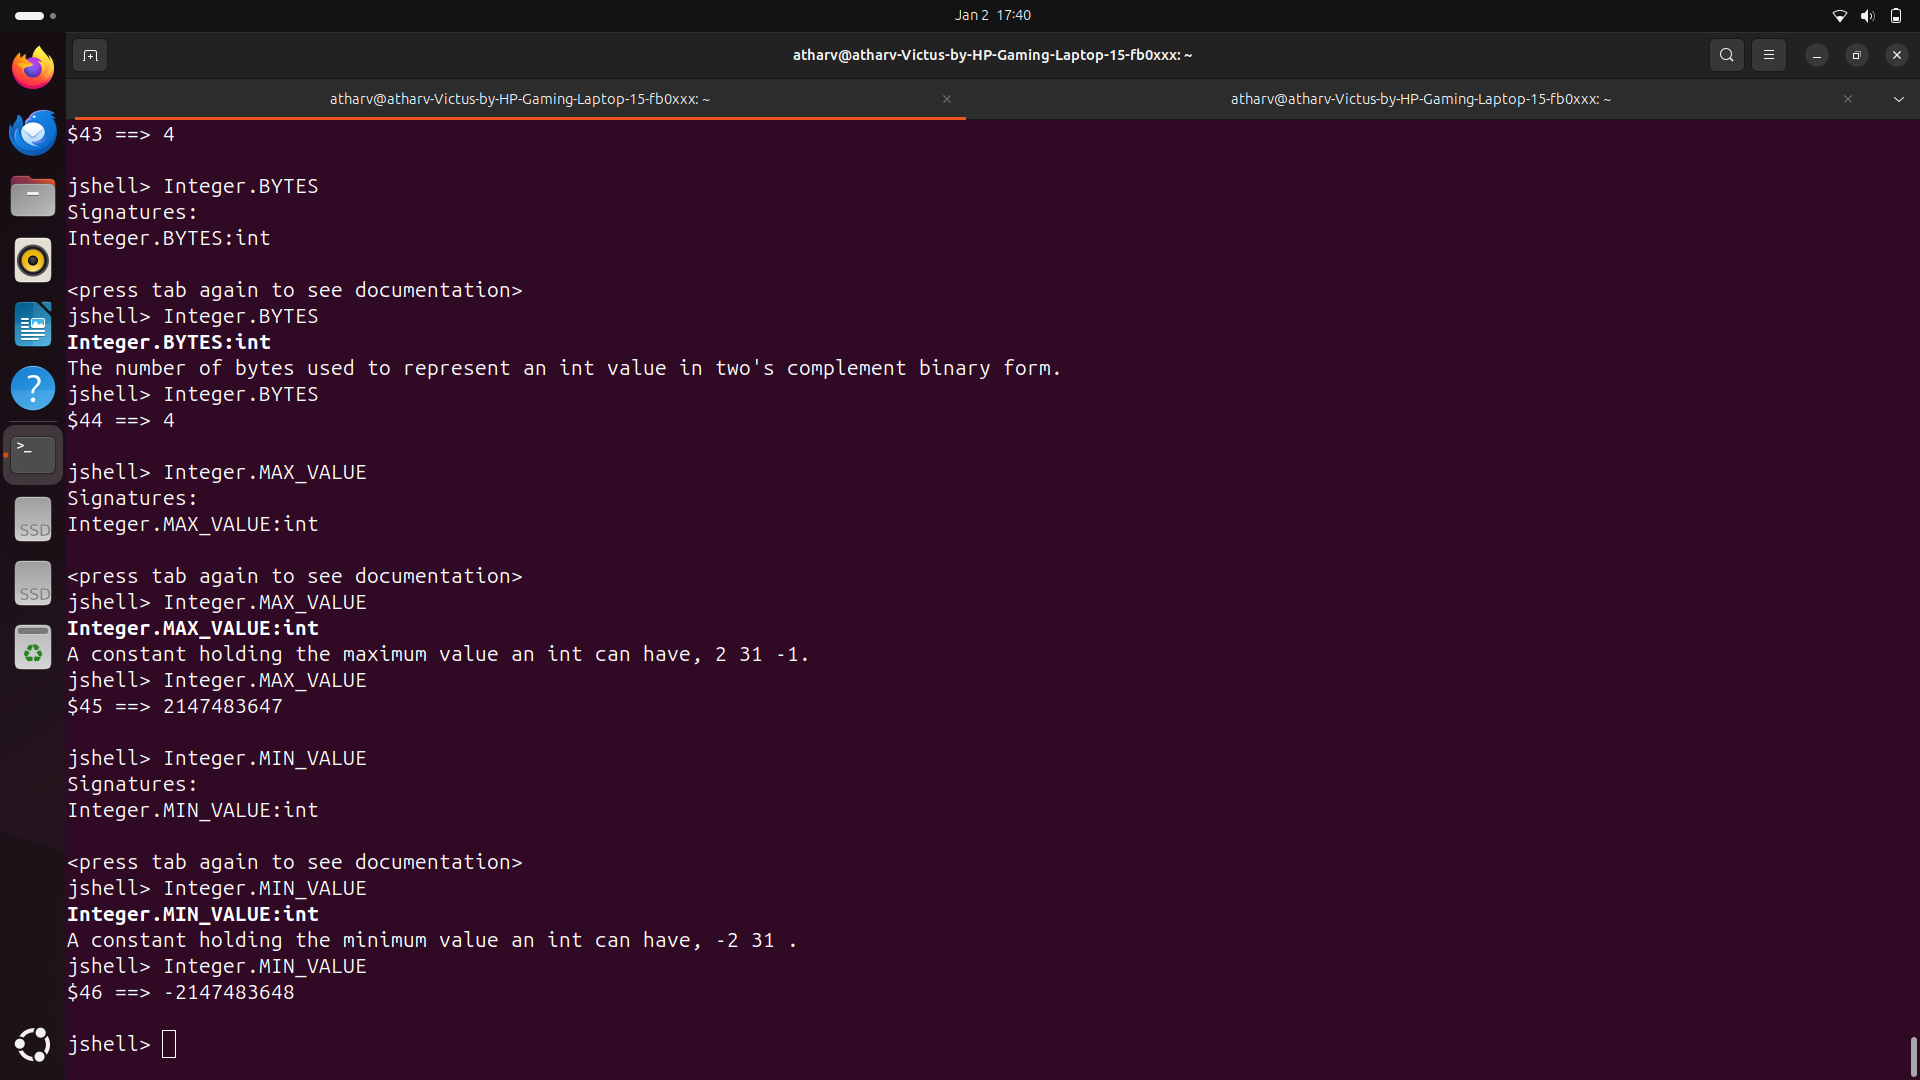 Jan 2 17:40
atharv@atharv-Victus-by-HP-Gaming-Laptop-15-fb0xxx: ~
atharv@atharv-Victus-by-HP-Gaming-Laptop-15-fb0xxx: ~
atharv@atharv-Victus-by-HP-Gaming-Laptop-15-fb0xxx: ~
$43 ==> 4
jshell> Integer.BYTES
Signatures:
Integer.BYTES:int
<press tab again to see documentation>
jshell> Integer.BYTES
Integer.BYTES:int
The number of bytes used to represent an int value in two's complement binary form.
jshell> Integer.BYTES
$44 ==> 4
jshell> Integer.MAX_VALUE
Signatures:
Integer.MAX_VALUE:int
<press tab again to see documentation>
jshell> Integer.MAX_VALUE
Integer.MAX_VALUE:int
A constant holding the maximum value an int can have, 2 31 -1.
jshell> Integer.MAX_VALUE
$45 ==> 2147483647
jshell> Integer.MIN_VALUE
Signatures:
Integer.MIN_VALUE:int
<press tab again to see documentation>
jshell> Integer.MIN_VALUE
Integer.MIN_VALUE:int
A constant holding the minimum value an int can have, -2 31 .
jshell> Integer.MIN_VALUE
$46 ==> -2147483648
jshell>
?
>_
SSD
SSD